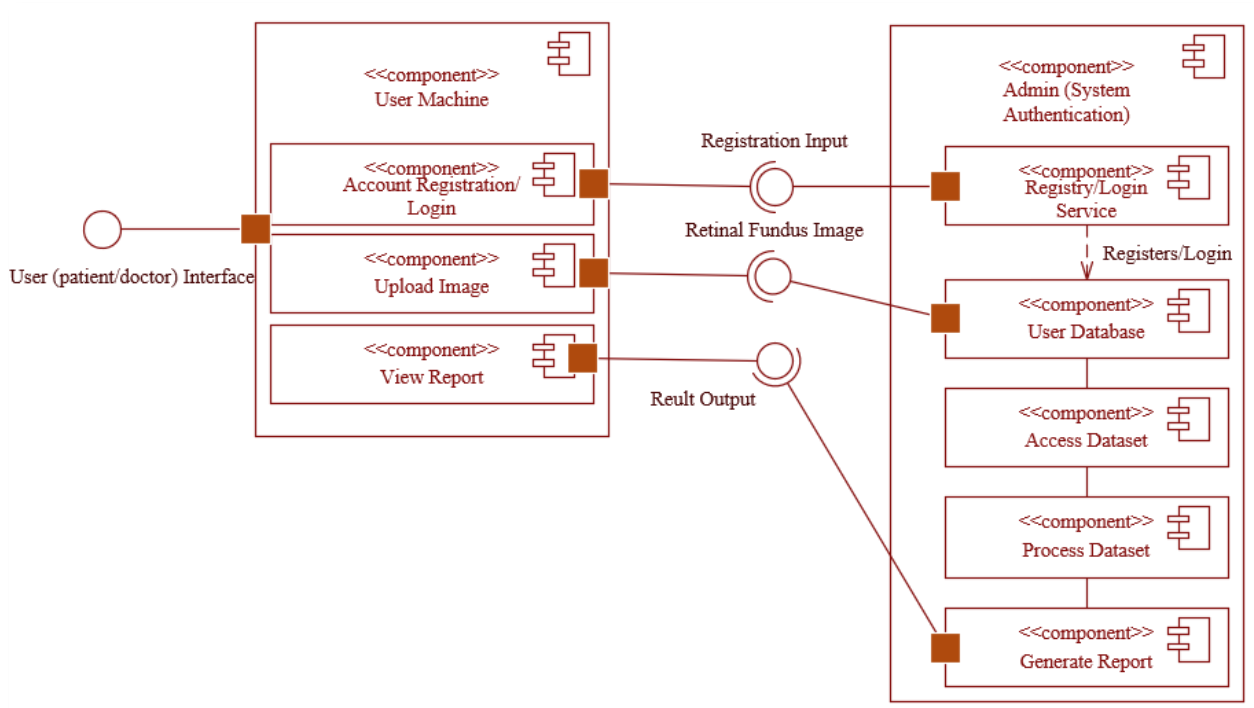 <<component>>
User Machine
<<component>>
Account Registration/
Login
<<component>>
Upload Image
<<component>>
View Report
User (patient/doctor) Interface
Registration Input
Retinal Fundus Image
Reult Output
<<component>>
Admin (System
Authentication)
<<component>>
Registry/Login
Service
Registers/Login
<<component>>
User Database
<<component>>
Access Dataset
<<component>>
Process Dataset
<<component>>
Generate Report